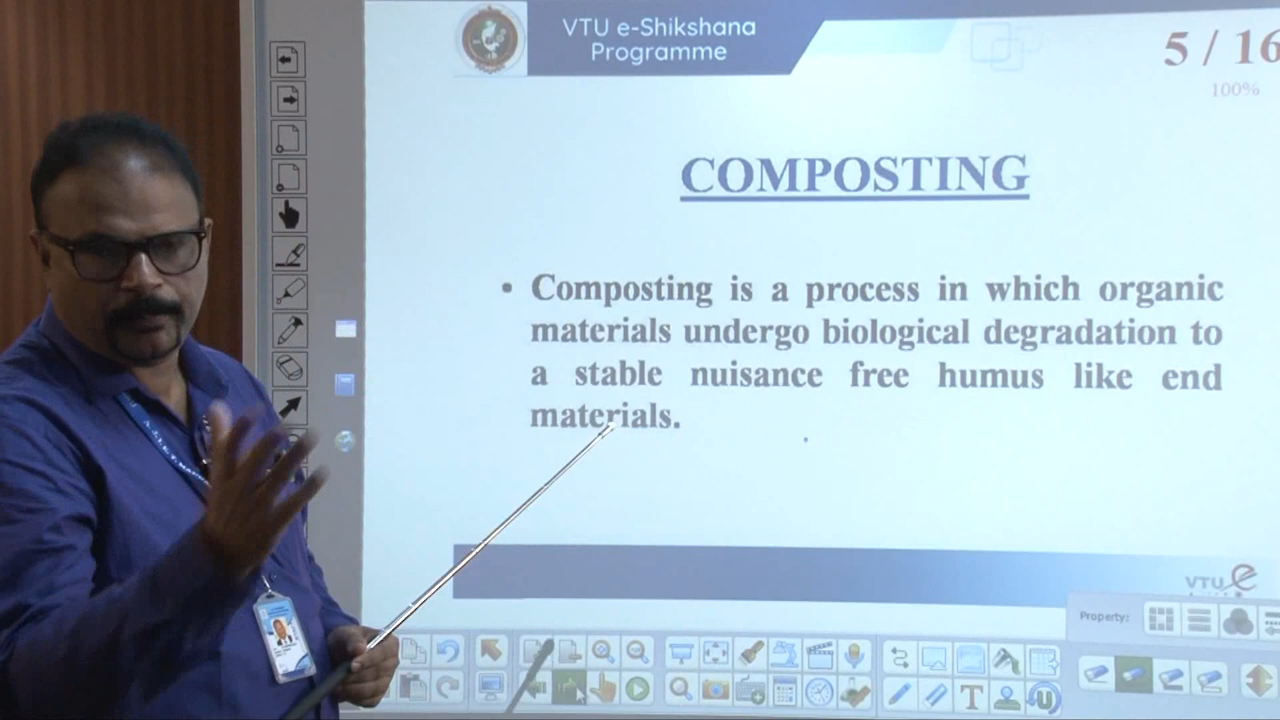 VTU e-Shikshana
Programme
5 / 16
100%
COMPOSTING
• Composting is a process in which organic
materials undergo biological degradation to
a stable nuisance free humus like end
materials.
VTU e
Property: